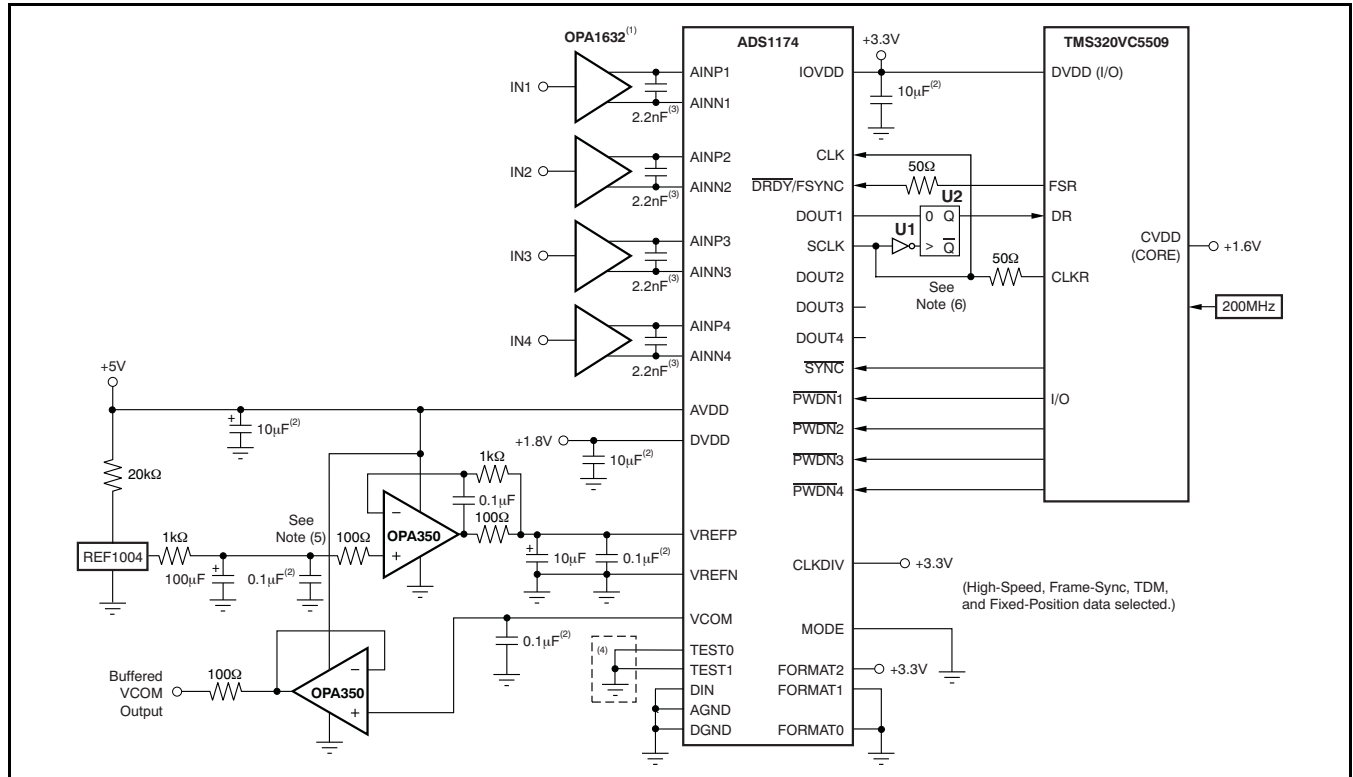 OPA1632(1)
ADS1174
TMS320VC5509
+3.3V
IN1
AINP1
AINN1
2.2nF(3)
IOVDD
10μF(2)
DVDD (I/O)
IN2
AINP2
AINN2
2.2nF(3)
CLK
DRDY/FSYNC
50Ω
FSR
DOUT1
U2
0 Q
DR
IN3
AINP3
AINN3
2.2nF(3)
SCLK
U1
> Q
CVDD
(CORE)
+1.6V
DOUT2
See
Note (6)
50Ω
CLKR
DOUT3
200MHz
IN4
AINP4
AINN4
2.2nF(3)
DOUT4
SYNC
+5V
PWDN1
I/O
AVDD
+
10μF(2)
PWDN2
+1.8V
DVDD
10μF(2)
PWDN3
20kΩ
1kΩ
PWDN4
0.1μF
−
100Ω
OPA350
+
See
Note (5)
100Ω
1kΩ
REF1004
+
100μF
0.1μF(2)
VREFP
+
10μF
0.1μF(2)
VREFN
CLKDIV
+3.3V
(High-Speed, Frame-Sync, TDM,
and Fixed-Position data selected.)
VCOM
0.1μF(2)
MODE
(4)
TEST0
TEST1
FORMAT2
+3.3V
Buffered
VCOM
Output
100Ω
−
OPA350
+
DIN
FORMAT1
AGND
DGND
FORMAT0